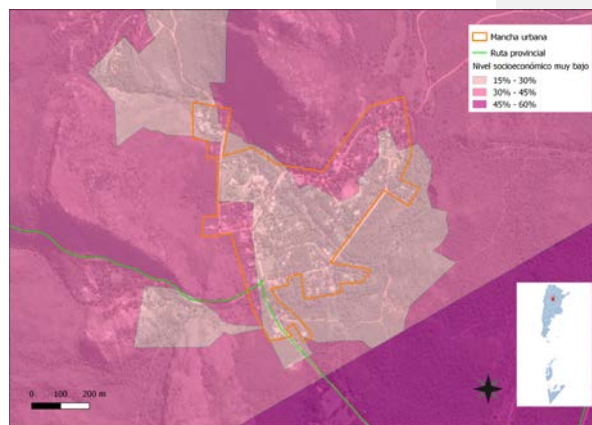 Mancha urbana
Ruta provincial
Nivel socioeconómico muy bajo
15% - 30%
30% - 45%
45% - 60%
0 100 200 m